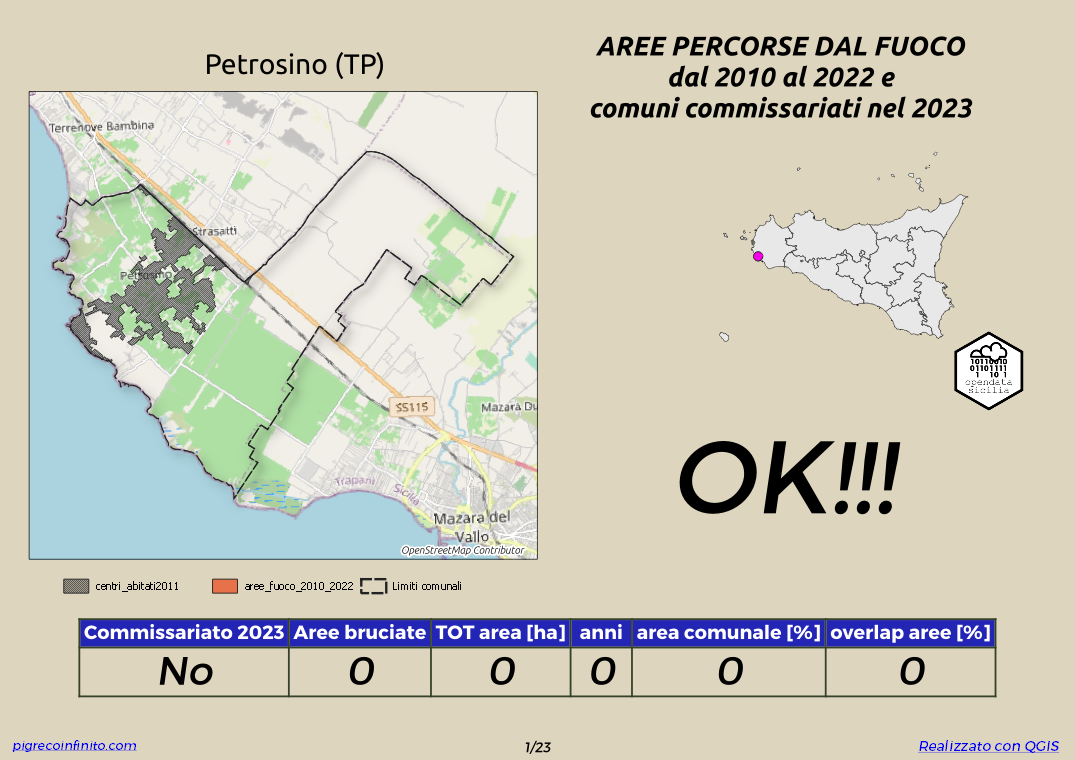 Petrosino (TP)
AREE PERCORSE DAL FUOCO
dal 2010 al 2022 e
comuni commissariati nel 2023
Terrenove Bambina
Strasatti
Petrosino
SS115
Mazara Du
Trapani
Sicilia
Mazara del
Vallo
OpenStreetMap Contributor
10110010
01101111
1 10 1
opendata
sicilia
OK!!!
centri_abitati2011 aree_fuoco_2010_2022 Limiti comunali
Commissariato 2023 Aree bruciate TOT area [ha] anni area comunale [%] overlap aree [%]
No 0 0 0 0 0
pigrecoinfinito.com 1/23 Realizzato con QGIS